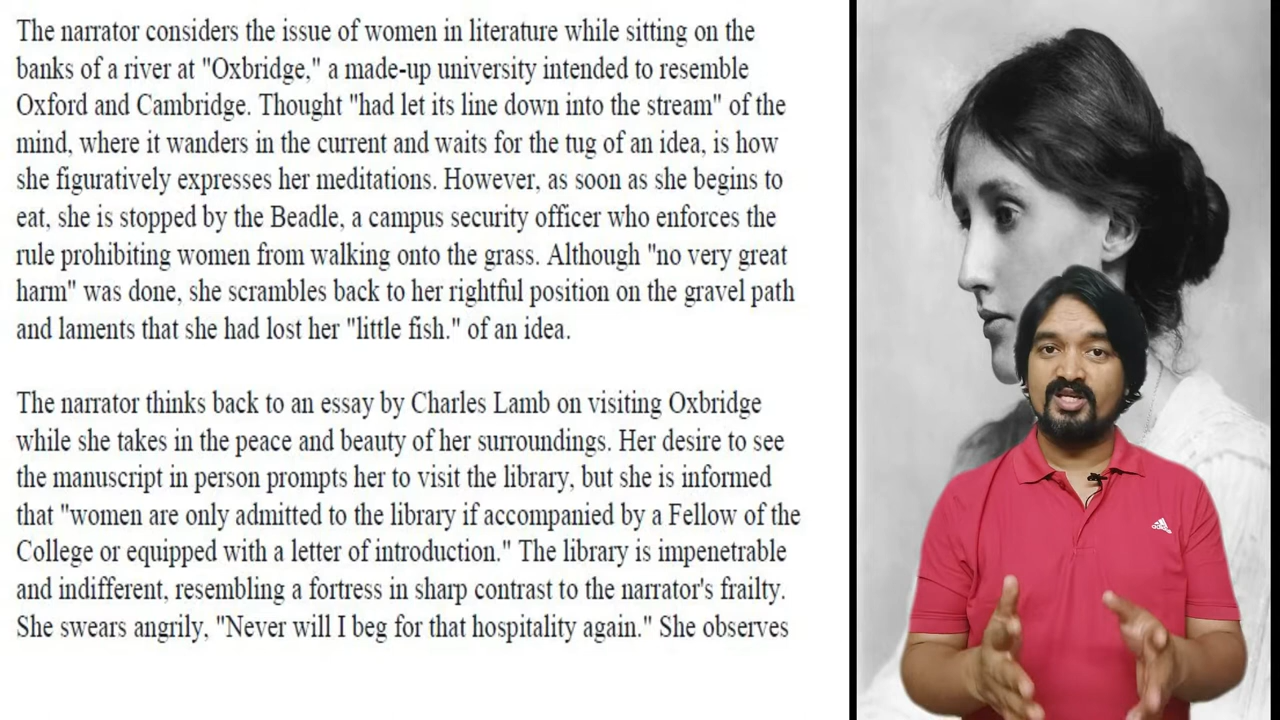 The narrator considers the issue of women in literature while sitting on the
banks of a river at "Oxbridge," a made-up university intended to resemble
Oxford and Cambridge. Thought "had let its line down into the stream" of the
mind, where it wanders in the current and waits for the tug of an idea, is how
she figuratively expresses her meditations. However, as soon as she begins to
eat, she is stopped by the Beadle, a campus security officer who enforces the
rule prohibiting women from walking onto the grass. Although "no very great
harm" was done, she scrambles back to her rightful position on the gravel path
and laments that she had lost her "little fish." of an idea.
The narrator thinks back to an essay by Charles Lamb on visiting Oxbridge
while she takes in the peace and beauty of her surroundings. Her desire to see
the manuscript in person prompts her to visit the library, but she is informed
that "women are only admitted to the library if accompanied by a Fellow of the
College or equipped with a letter of introduction." The library is impenetrable
and indifferent, resembling a fortress in sharp contrast to the narrator's frailty.
She swears angrily, "Never will I beg for that hospitality again." She observes